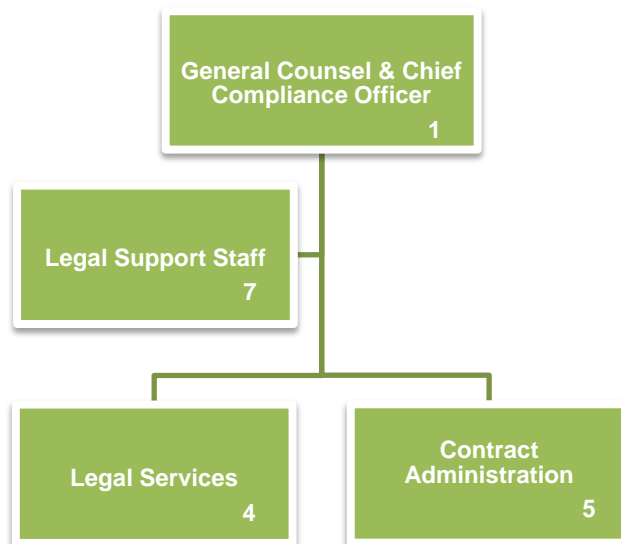 General Counsel & Chief
Compliance Officer
1
Legal Support Staff
7
Legal Services
4
Contract
Administration
5